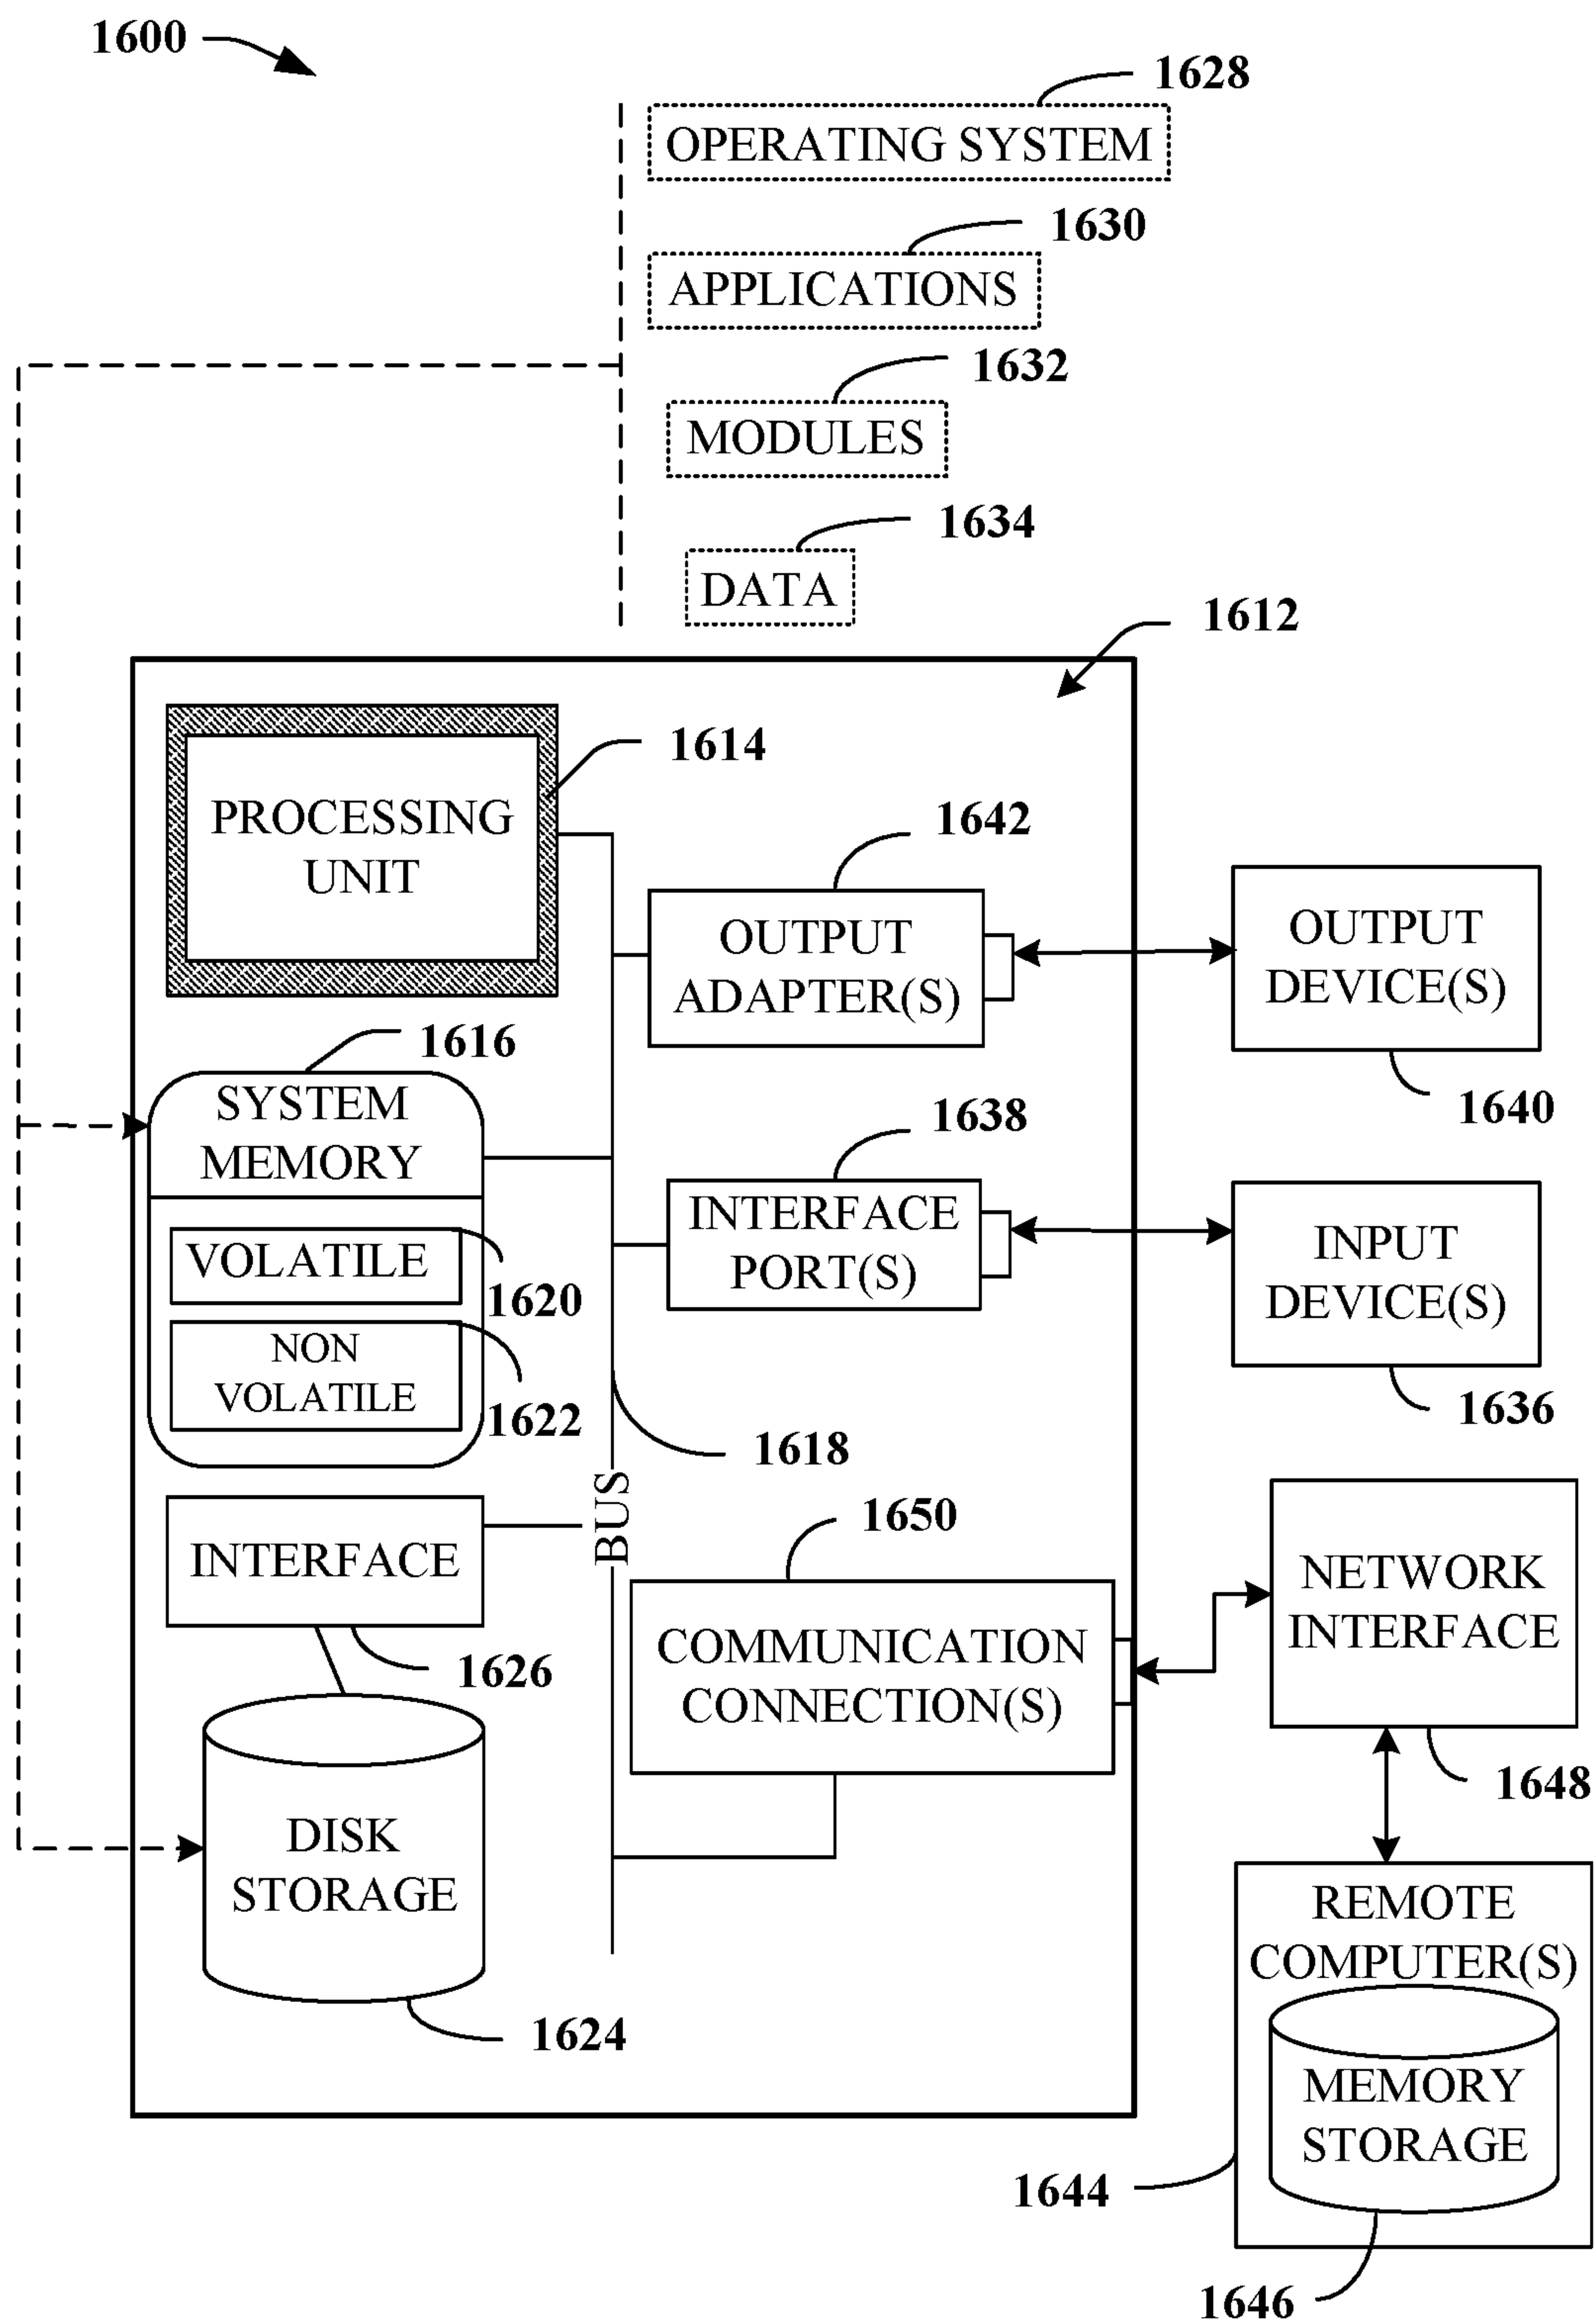 1600
1628
OPERATING SYSTEM
1630
APPLICATIONS
1632
MODULES
1634
DATA
1612
1614
PROCESSING
UNIT
1642
OUTPUT
ADAPTER(S)
OUTPUT
DEVICE(S)
1640
1616
SYSTEM
MEMORY
1638
INTERFACE
PORT(S)
INPUT
DEVICE(S)
1636
VOLATILE
1620
NON
VOLATILE
1622
1618
BUS
INTERFACE
1626
1650
COMMUNICATION
CONNECTION(S)
NETWORK
INTERFACE
1648
DISK
STORAGE
1624
REMOTE
COMPUTER(S)
MEMORY
STORAGE
1644
1646